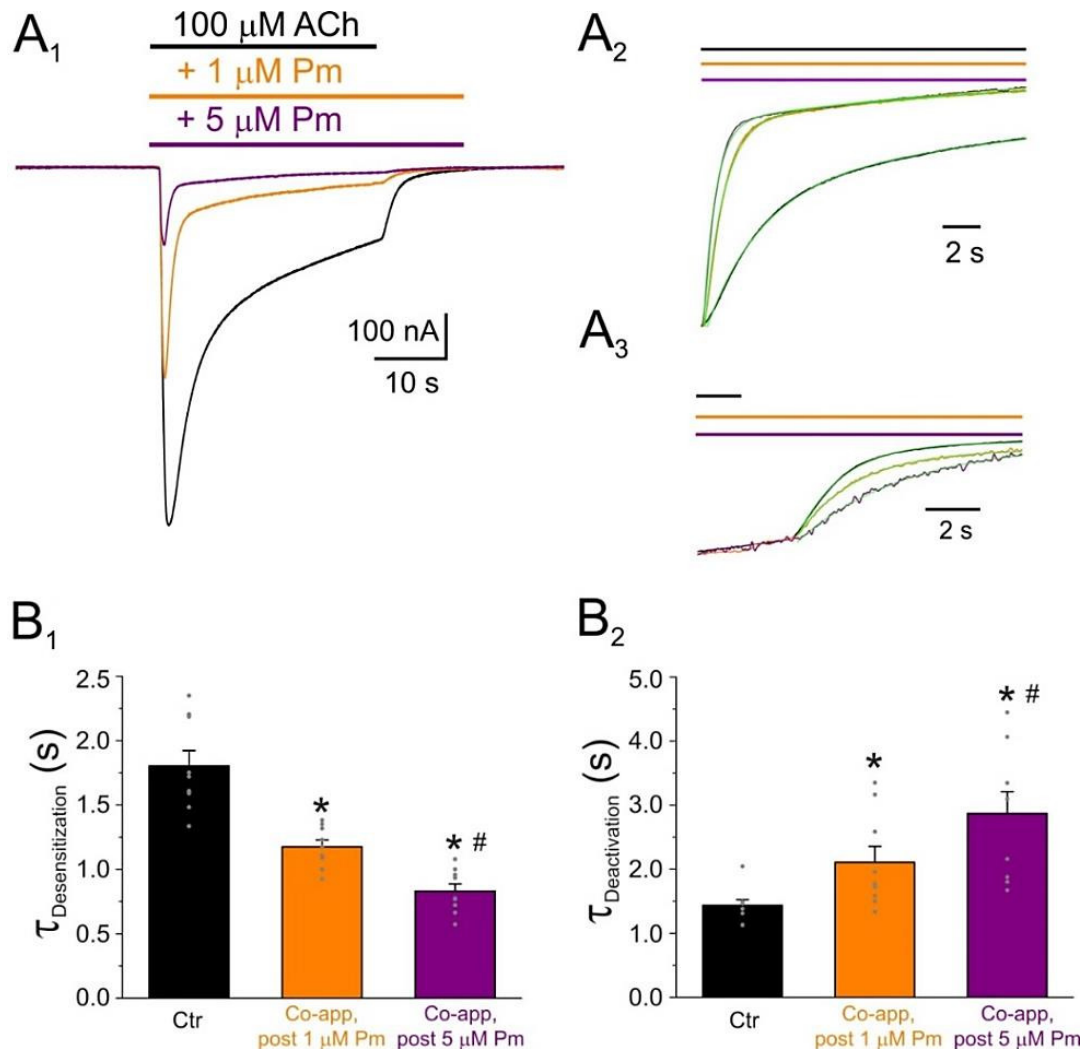 A1
100 μM ACh
+ 1 μM Pm
+ 5 μM Pm
100 nA
10 s
A2
2 s
A3
2 s
B1
τDesensitization (s)
2.5
2.0
1.5
1.0
0.5
0.0
*
* #
Ctr
Co-app,
post 1 μM Pm
Co-app,
post 5 μM Pm
B2
τDeactivation (s)
5.0
4.0
3.0
2.0
1.0
0.0
*
* #
Ctr
Co-app,
post 1 μM Pm
Co-app,
post 5 μM Pm